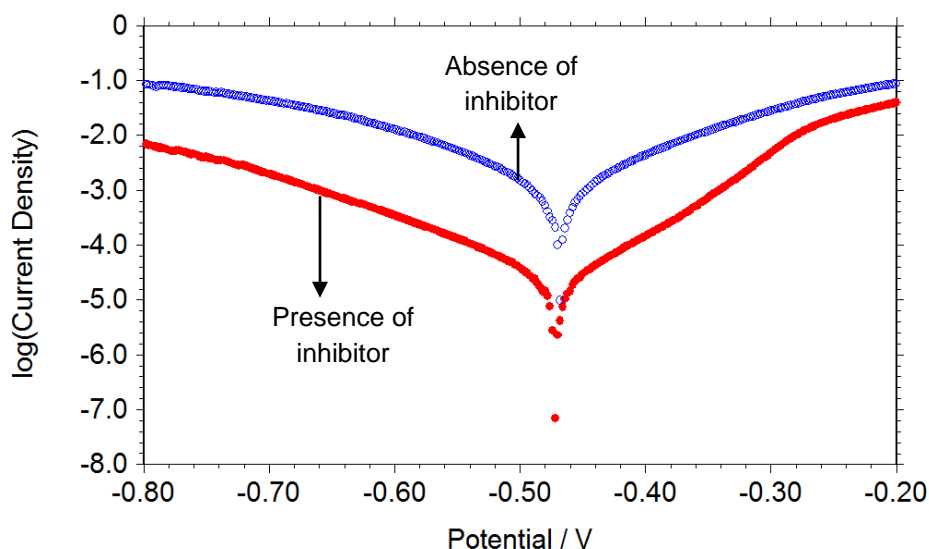 0
-1.0
-2.0
-3.0
-4.0
-5.0
-6.0
-7.0
-8.0
log(Current Density)
Absence of
inhibitor
Presence of
inhibitor
-0.80 -0.70 -0.60 -0.50 -0.40 -0.30 -0.20
Potential / V